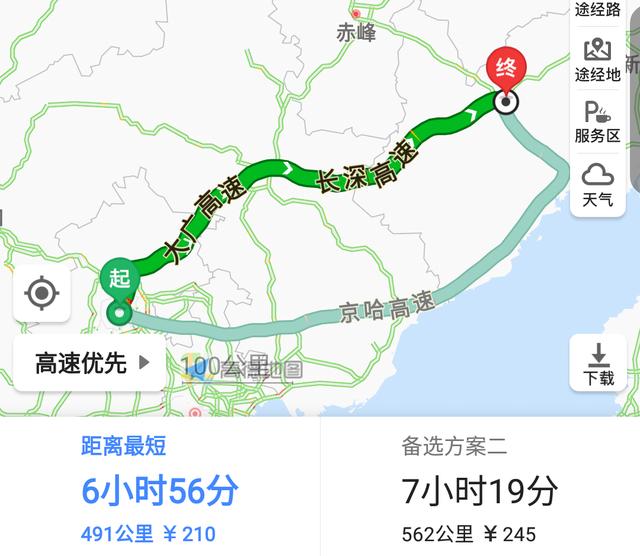 途经路
赤峰
新
终
途经地
服务区
天气
长深高速
大广高速
起
京哈高速
100公里
高速优先
下载
距离最短
6小时56分
491公里 ¥210
备选方案二
7小时19分
562公里 ¥245